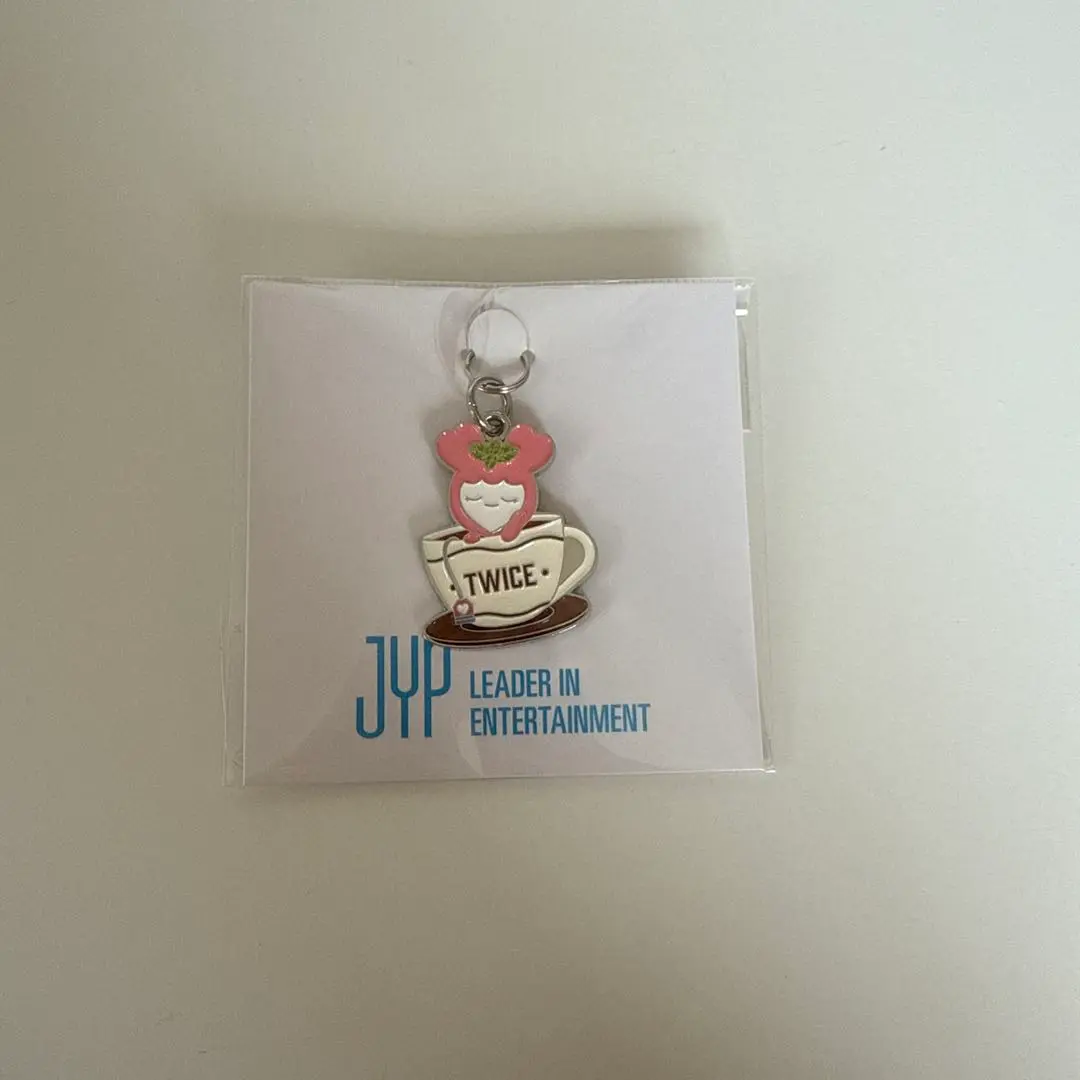 TWICE
JYP
LEADER IN
ENTERTAINMENT